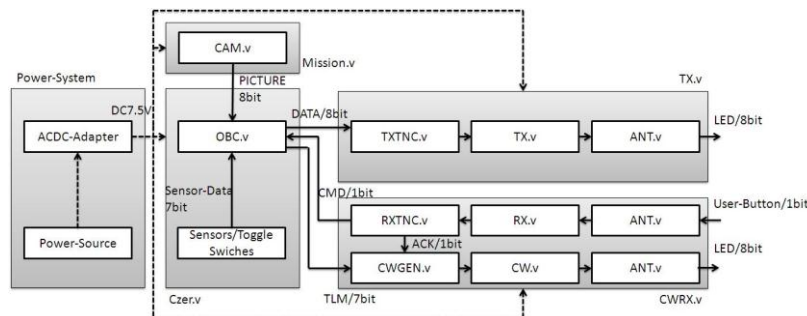 CAM.v
Mission.v
Power-System
PICTURE
8bit
TX.v
DC7.5V
DATA/8bit
LED/8bit
ACDC-Adapter
OBC.v
TXTNC.v
TX.v
ANT.v
Sensor-Data
7bit
CMD/1bit
User-Button/1bit
RXTNC.v
RX.v
ANT.v
Power-Source
Sensors/Toggle
Swiches
ACK/1bit
LED/8bit
CWGEN.v
CW.v
ANT.v
Czer.v
TLM/7bit
CWRX.v